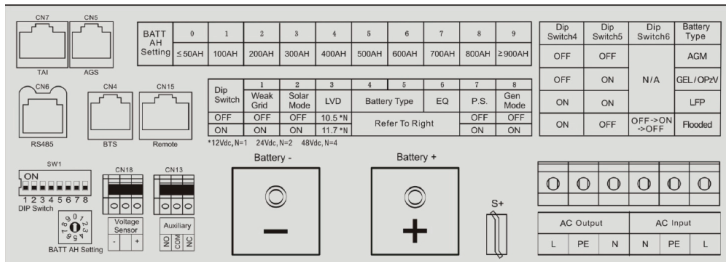 CN7 CN5
TAI AGS
CN6 CN4 CN15
RS485 BTS Remote
SW1
ON
1 2 3 4 5 6 7 8
DIP Switch
BATT AH Setting
CN18 CN13
Voltage Sensor
- +
Auxiliary
NO COM NC
BATT AH Setting 0 1 2 3 4 5 6 7 8 9
≤50AH 100AH 200AH 300AH 400AH 500AH 600AH 700AH 800AH ≥900AH
Dip Switch 1 2 3 4 5 6 7 8
Weak Grid Solar Mode LVD Battery Type EQ P.S. Gen Mode
OFF OFF OFF 10.5 *N Refer To Right OFF OFF
ON ON ON 11.7 *N ON ON
*12Vdc, N=1 24Vdc, N=2 48Vdc, N=4
Battery - Battery +
S+
Dip Switch4 Dip Switch5 Dip Switch6 Battery Type
OFF OFF N/A AGM
OFF ON GEL/OPzV
ON ON LFP
ON OFF OFF->ON ->OFF Flooded
AC Output AC Input
L PE N N PE L